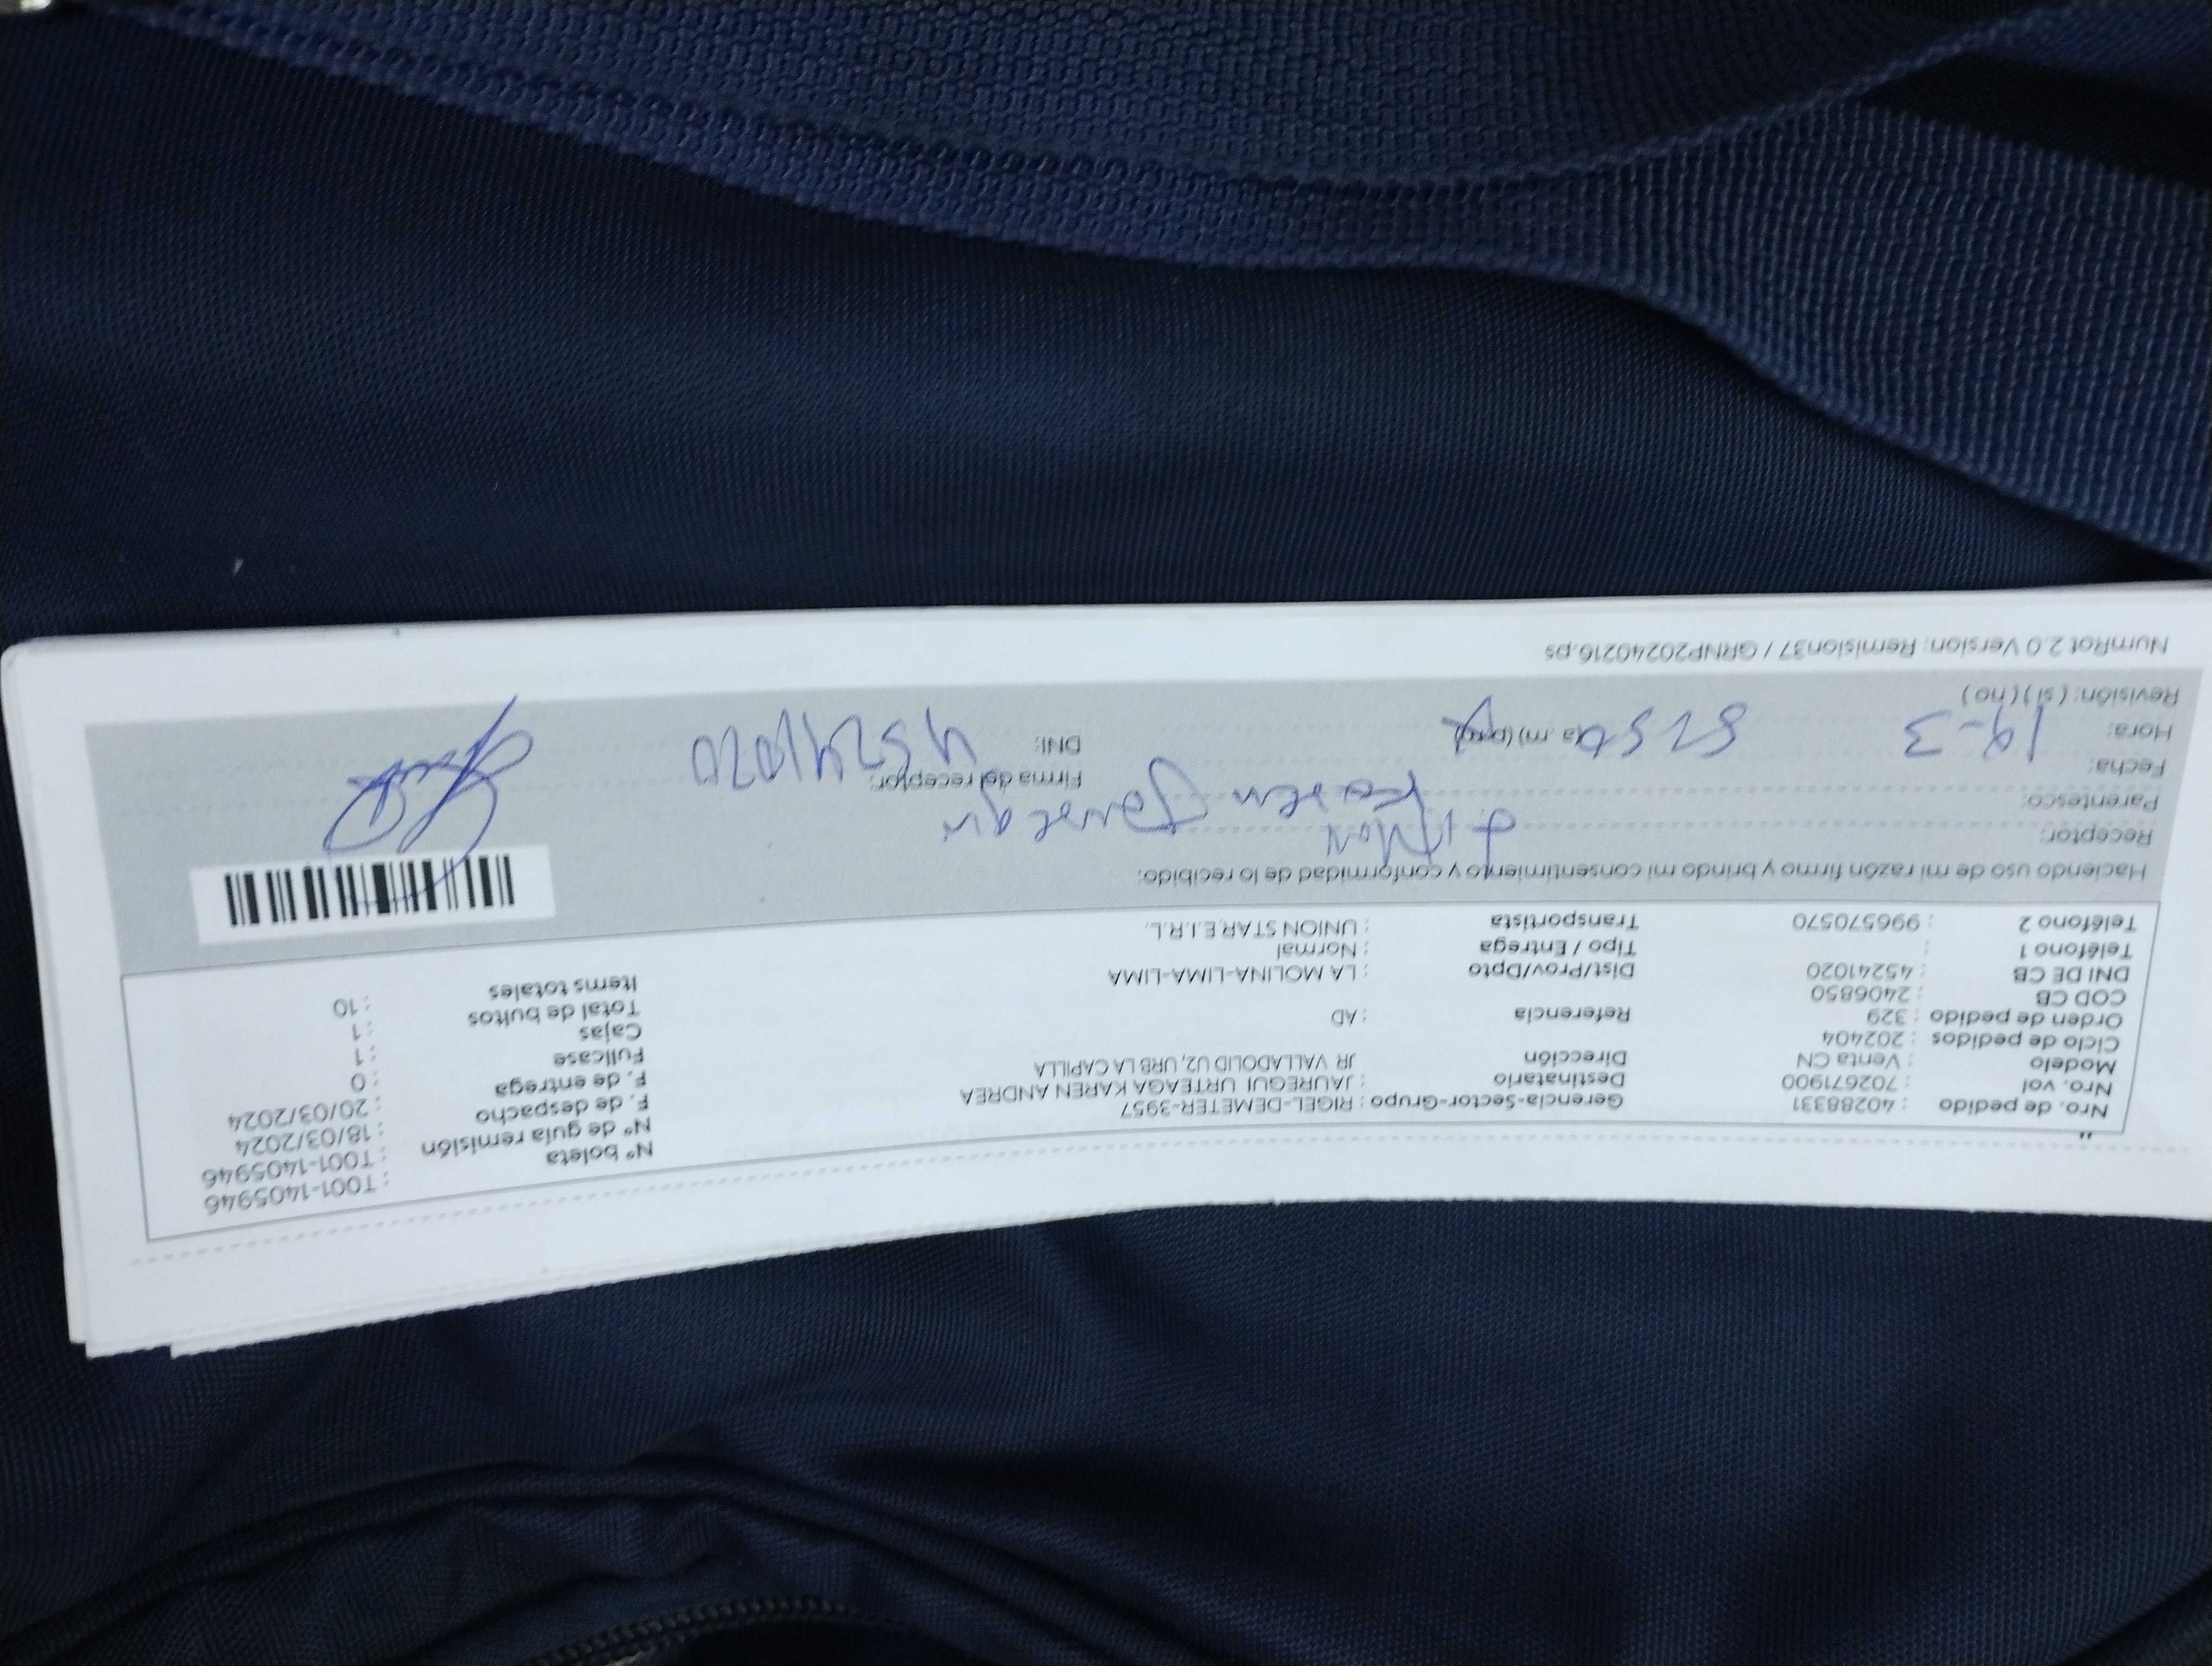 Nro. de pedido : 40288331 Gerencia-Sector-Grupo : RIGEL-DEMETER-3957 N° boleta : T001-1405946
Nro. vol : 702671900 Destinatario : JAUREGUI URTEAGA KAREN ANDREA N° de guía remisión : T001-1405946
Modelo : Venta CN Dirección JR VALLADOLID U2, URB LA CAPILLA F. de despacho : 18/03/2024
Ciclo de pedidos : 202404 F. de entrega : 20/03/2024
Orden de pedido : 329 Referencia : AD Fullcase : 0
COD CB : 2406850 Cajas : 1
DNI DE CB : 45241020 Dist/Prov/Dpto : LA MOLINA-LIMA-LIMA Total de bultos : 1
Teléfono 1 : Tipo / Entrega : Normal Items totales : 10
Teléfono 2 : 996570570 Transportista : UNION STAR E.I.R.L.
Haciendo uso de mi razón firmo y brindo mi consentimiento y conformidad de lo recibido:
Receptor:
Parentesco: Karen Jauregui
Fecha: Firma del receptor:
Hora: 19-3 (a.m) (p.m) DNI: 45241020
Revisión: (si) (no)
NumRot 2.0 Version: Remision37 / GRNP20240216.ps